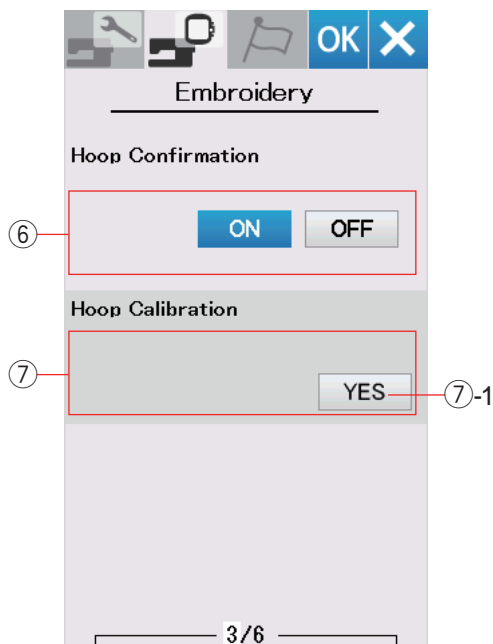 OK
Embroidery
Hoop Confirmation
⑥ ON OFF
Hoop Calibration
⑦
YES ⑦-1
3/6